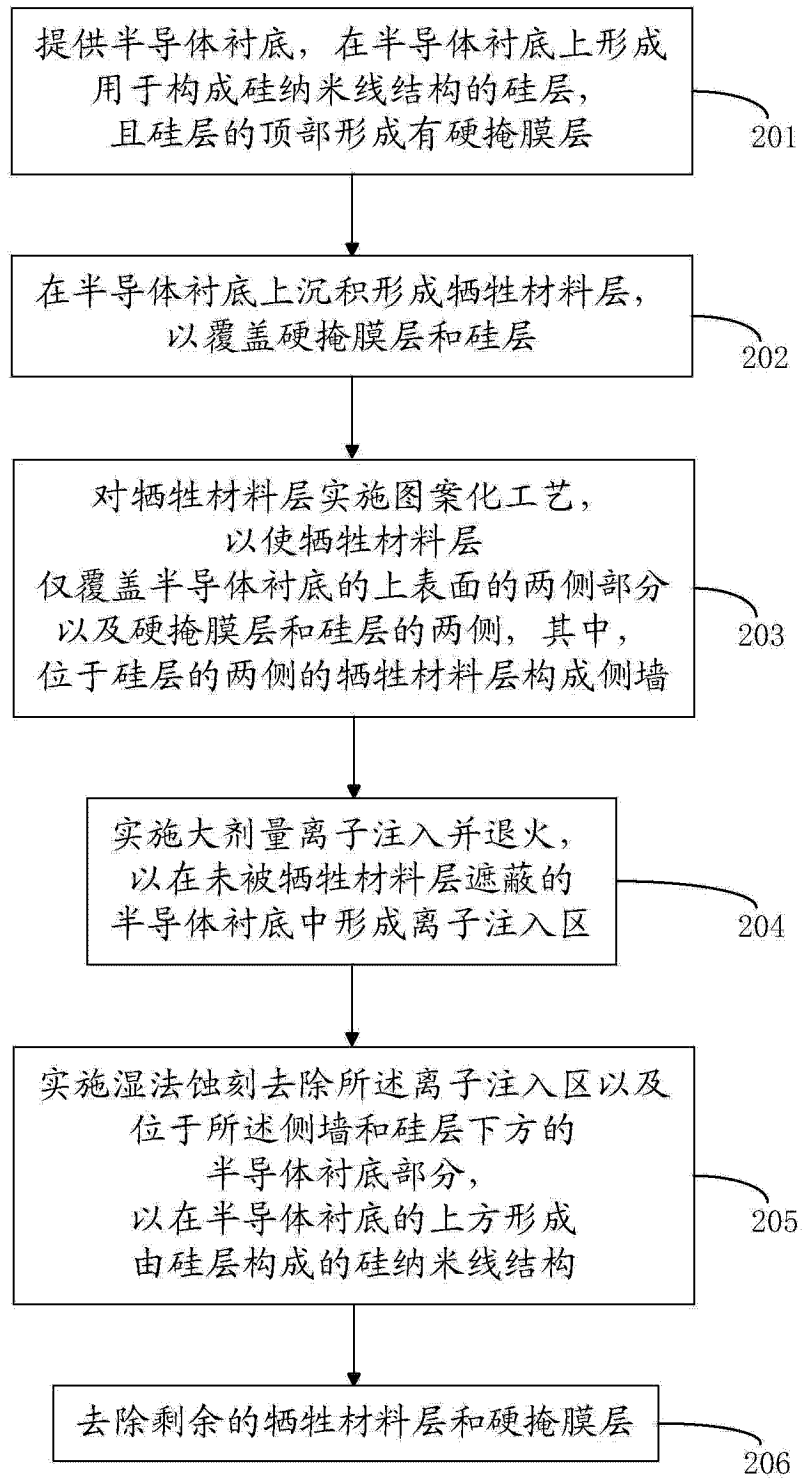 提供半导体衬底，在半导体衬底上形成
用于构成硅纳米线结构的硅层，
且硅层的顶部形成有硬掩膜层
201
在半导体衬底上沉积形成牺牲材料层，
以覆盖硬掩膜层和硅层
202
对牺牲材料层实施图案化工艺，
以使牺牲材料层
仅覆盖半导体衬底的上表面的两侧部分
以及硬掩膜层和硅层的两侧，其中，
位于硅层的两侧的牺牲材料层构成侧墙
203
实施大剂量离子注入并退火，
以在未被牺牲材料层遮蔽的
半导体衬底中形成离子注入区
204
实施湿法蚀刻去除所述离子注入区以及
位于所述侧墙和硅层下方的
半导体衬底部分，
以在半导体衬底的上方形成
由硅层构成的硅纳米线结构
205
去除剩余的牺牲材料层和硬掩膜层
206